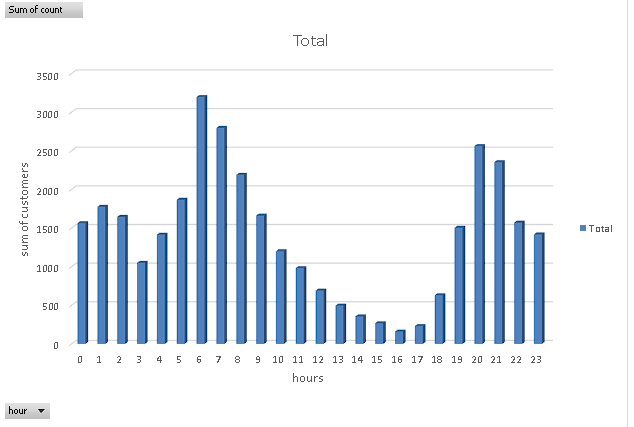 Sum of count
Total
3500
3000
2500
2000
1500
1000
500
0
sum of customers
0 1 2 3 4 5 6 7 8 9 10 11 12 13 14 15 16 17 18 19 20 21 22 23
hours
Total
hour